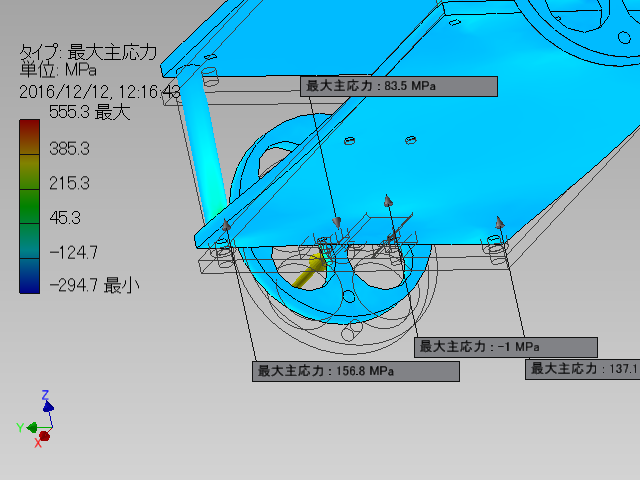 タイプ: 最大主応力
単位: MPa
2016/12/12, 12:16:43
555.3 最大
385.3
215.3
45.3
-124.7
-294.7 最小
最大主応力 : 83.5 MPa
最大主応力 : -1 MPa
最大主応力 : 137.1
最大主応力 : 156.8 MPa
Z
Y
X